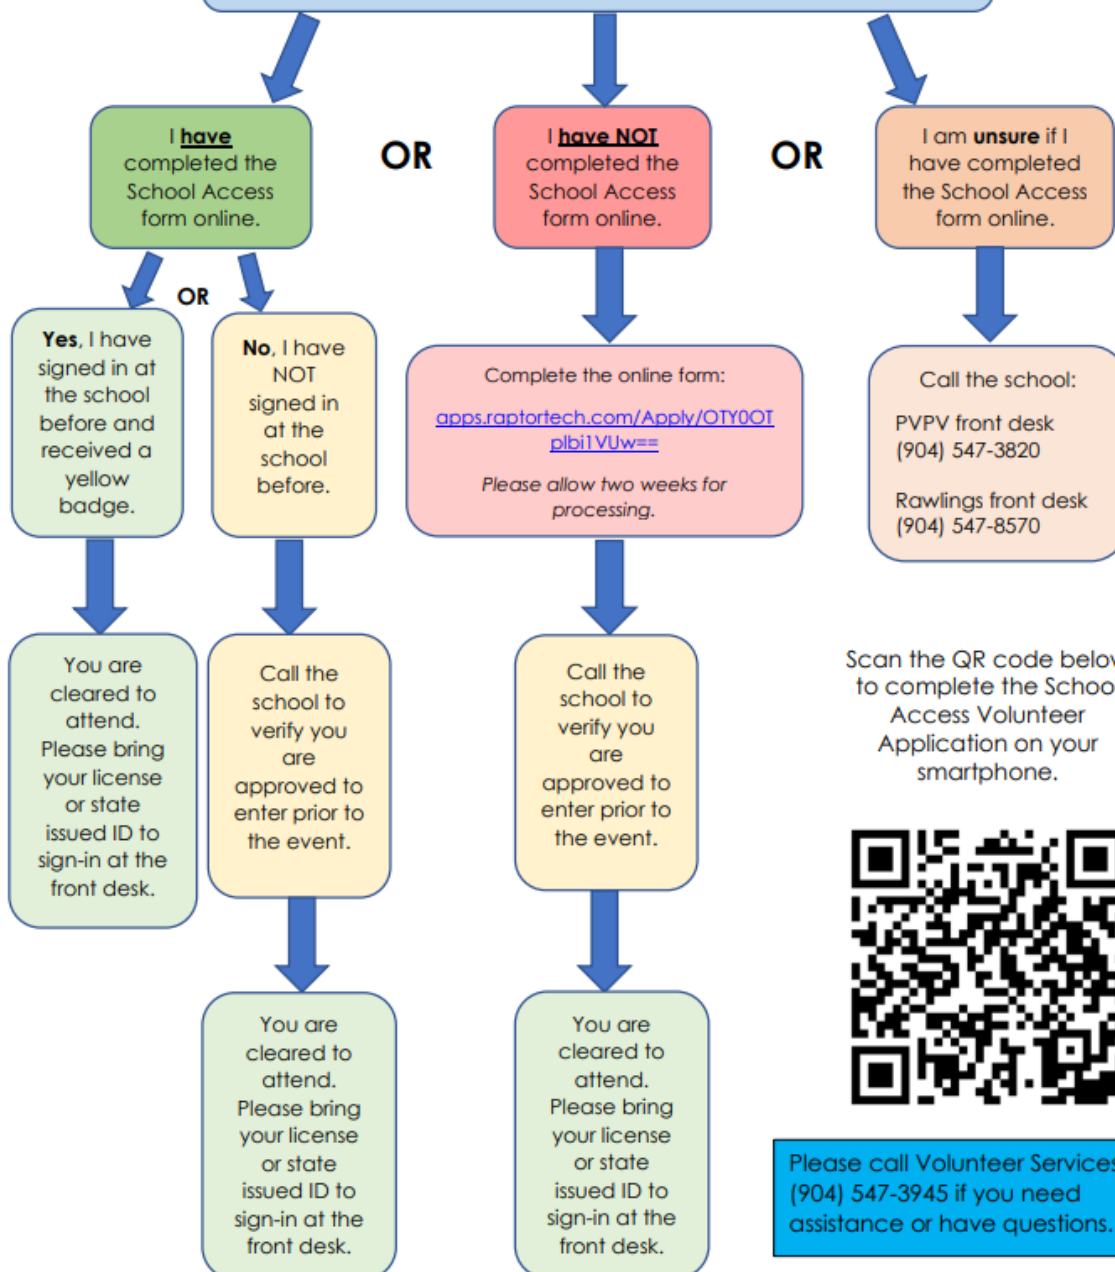 I have
completed the
School Access
form online.
OR
I have NOT
completed the
School Access
form online.
OR
I am unsure if I
have completed
the School Access
form online.
OR
Yes, I have
signed in at
the school
before and
received a
yellow
badge.
No, I have
NOT
signed in
at the
school
before.
Complete the online form:
apps.raptortech.com/Apply/OTY0OT
plbi1VUw==
Please allow two weeks for
processing.
Call the school:
PVPV front desk
(904) 547-3820
Rawlings front desk
(904) 547-8570
You are
cleared to
attend.
Please bring
your license
or state
issued ID to
sign-in at the
front desk.
Call the
school to
verify you
are
approved to
enter prior to
the event.
Call the
school to
verify you
are
approved to
enter prior to
the event.
Scan the QR code below
to complete the School
Access Volunteer
Application on your
smartphone.
You are
cleared to
attend.
Please bring
your license
or state
issued ID to
sign-in at the
front desk.
You are
cleared to
attend.
Please bring
your license
or state
issued ID to
sign-in at the
front desk.
Please call Volunteer Services
(904) 547-3945 if you need
assistance or have questions.